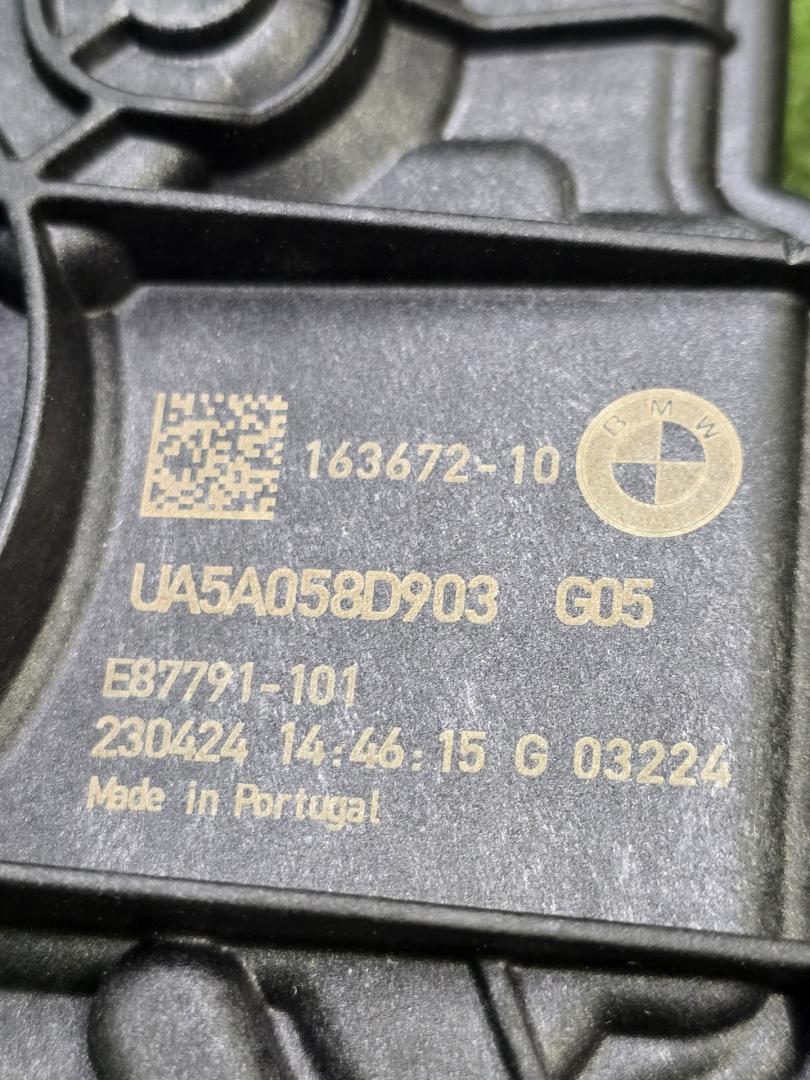 163672-10
BMW
UA5A058D903 G05
E87791-101
230424 14:46:15 G 03224
Made in Portugal